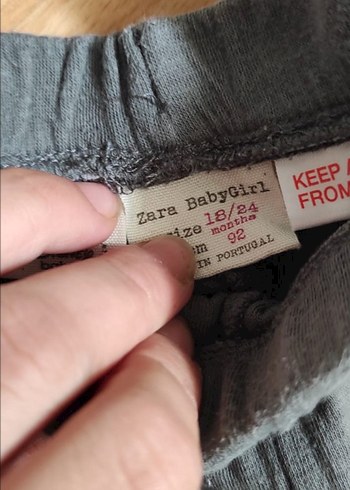 Zara BabyGirl
size 18/24
months
cm 92
IN PORTUGAL
KEEP
FROM